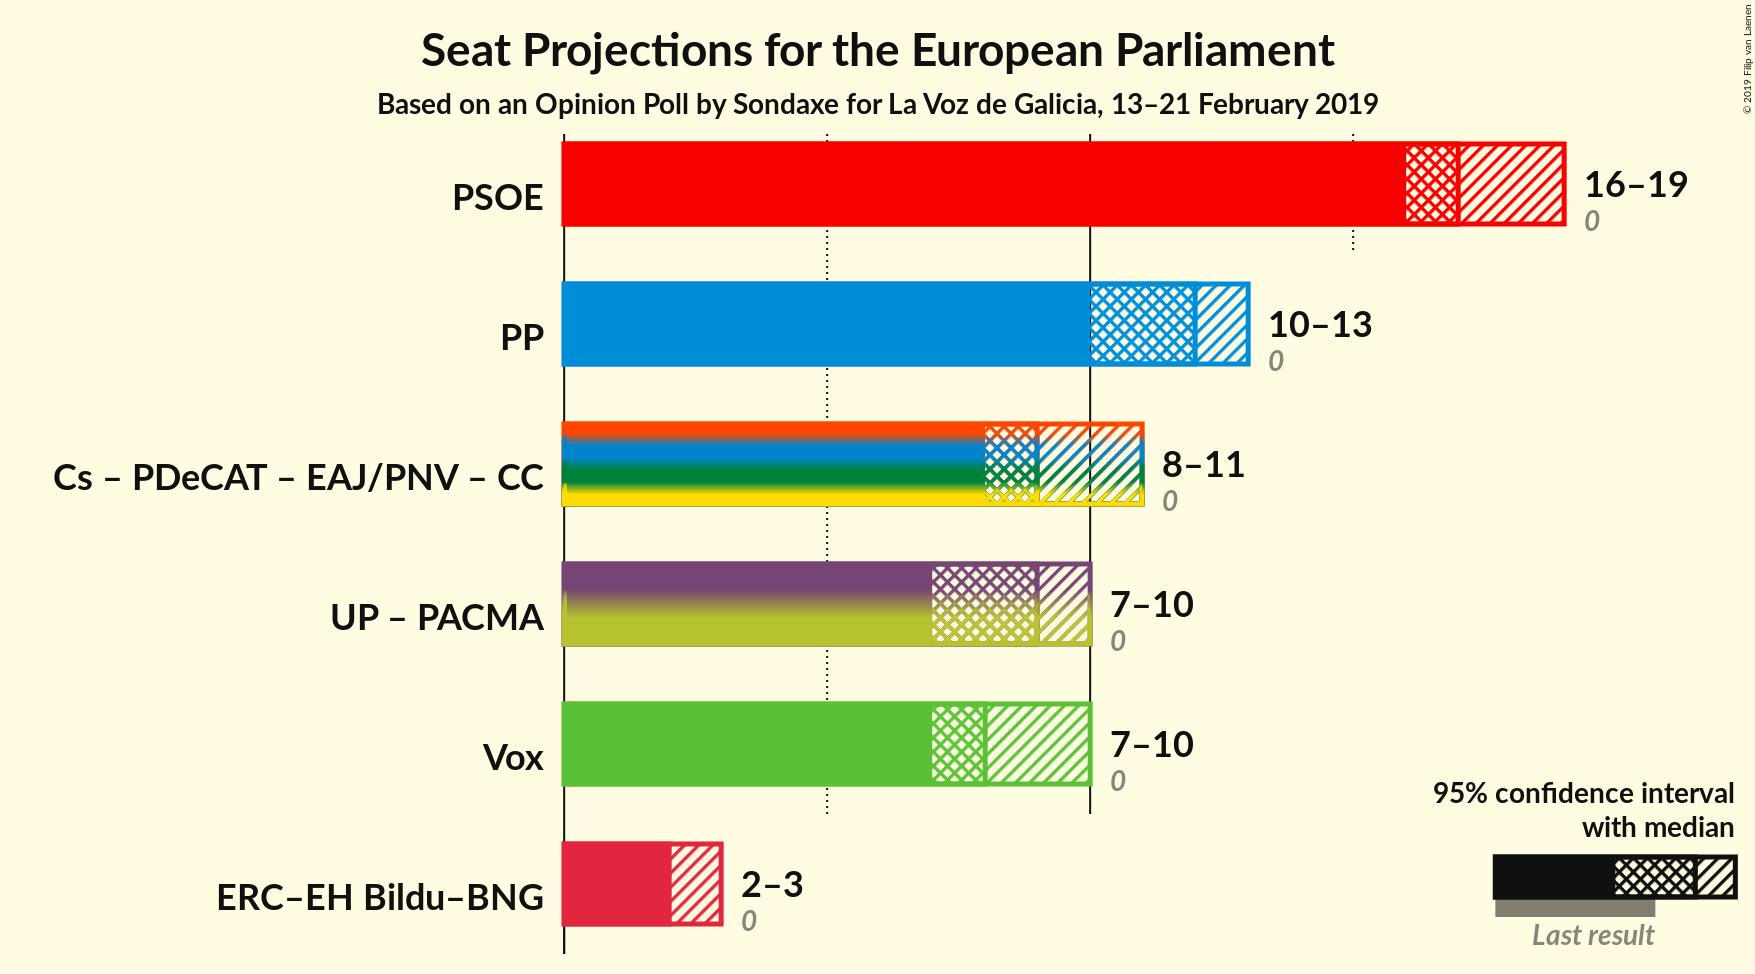 Seat Projections for the European Parliament
Based on an Opinion Poll by Sondaxe for La Voz de Galicia, 13–21 February 2019
© 2019 Filip van Laenen
PSOE
16–19
0
PP
10–13
0
Cs – PDeCAT – EAJ/PNV – CC
8–11
0
UP – PACMA
7–10
0
Vox
7–10
0
ERC–EH Bildu–BNG
2–3
0
95% confidence interval
with median
Last result